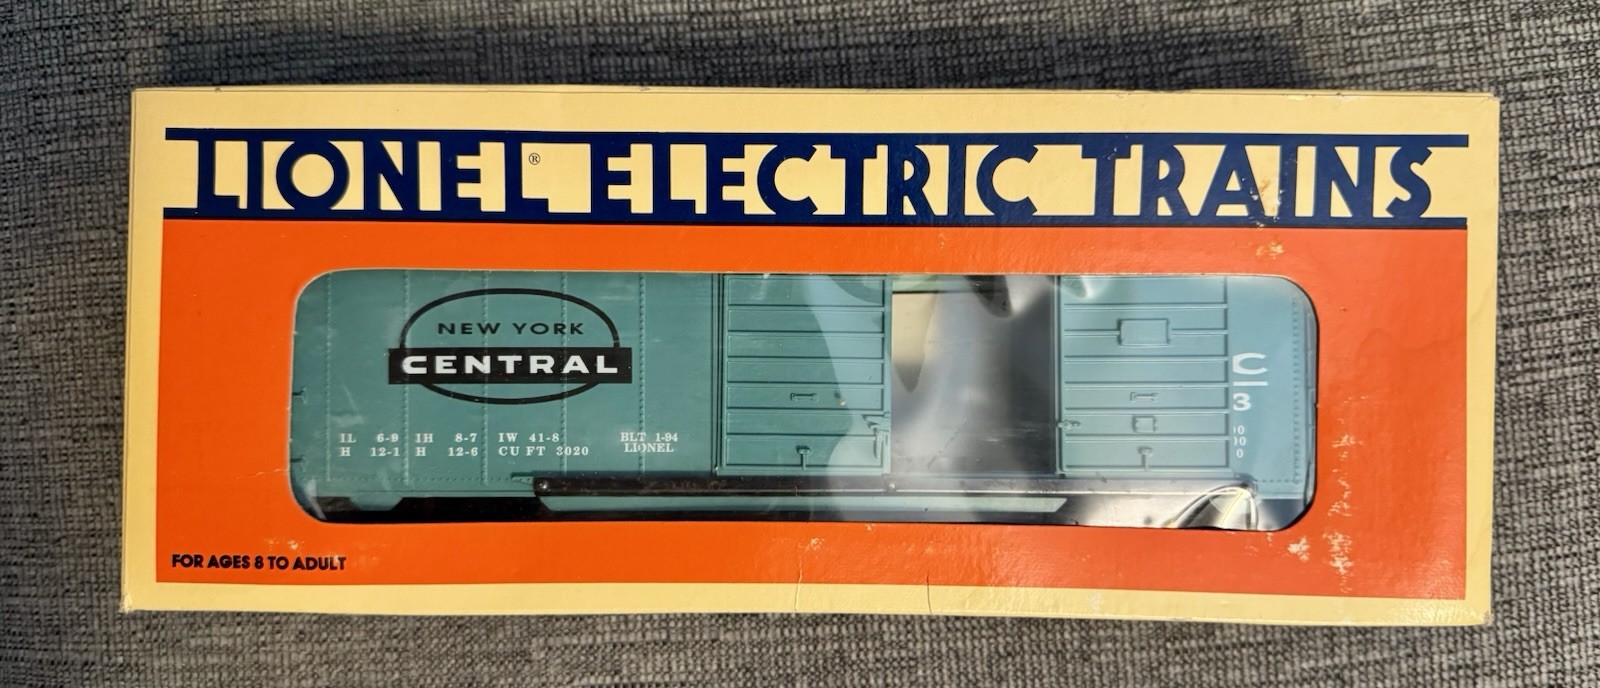 LIONEL® ELECTRIC TRAINS
NEW YORK
CENTRAL
IL 6-9 IH 8-7 IW 41-8
H 12-1 H 12-6 CU FT 3020
BLT 1-94
LIONEL
C
3
FOR AGES 8 TO ADULT